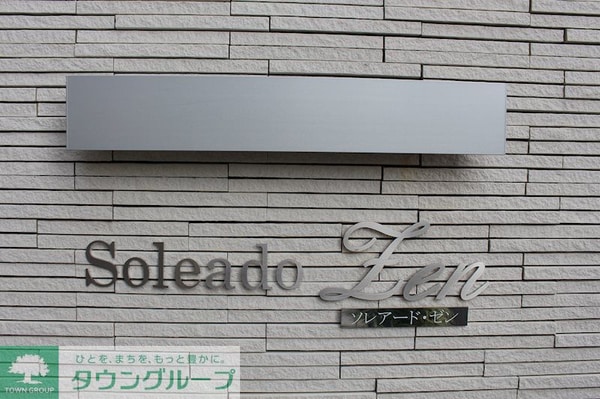 Soleado Zen
ソレアード・ゼン
ひとを、まちを、もっと豊かに。
タウングループ
TOWN GROUP